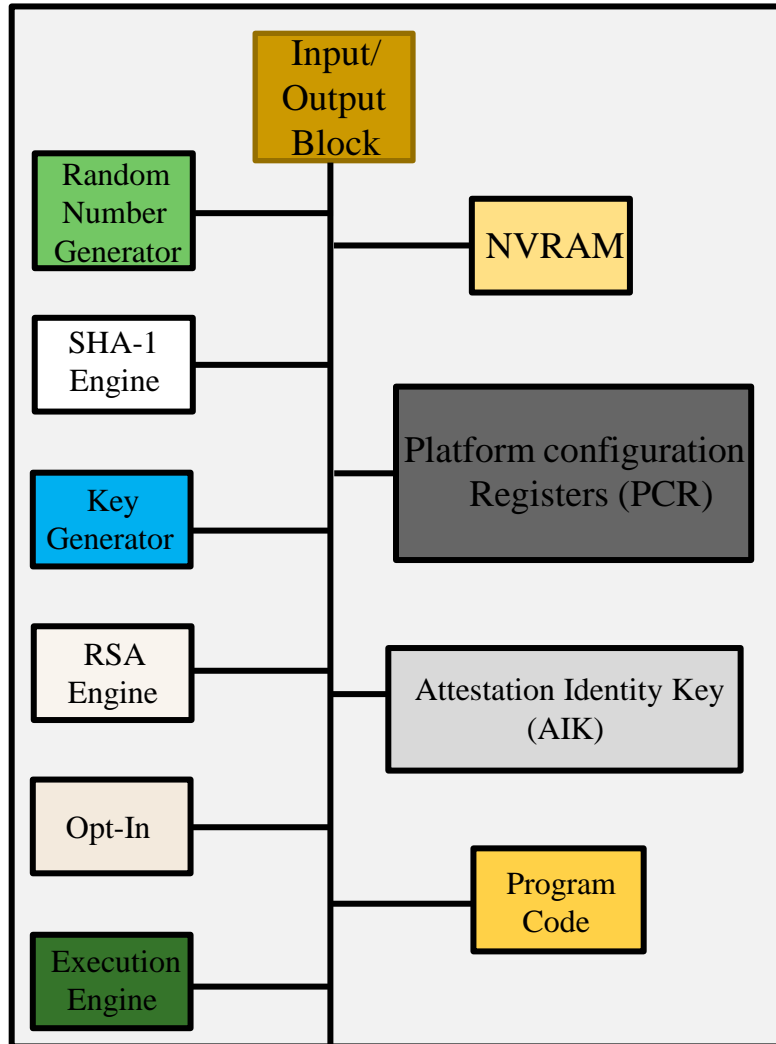 Input/
Output
Block
Random
Number
Generator
NVRAM
SHA-1
Engine
Platform configuration
Registers (PCR)
Key
Generator
RSA
Engine
Attestation Identity Key
(AIK)
Opt-In
Program
Code
Execution
Engine